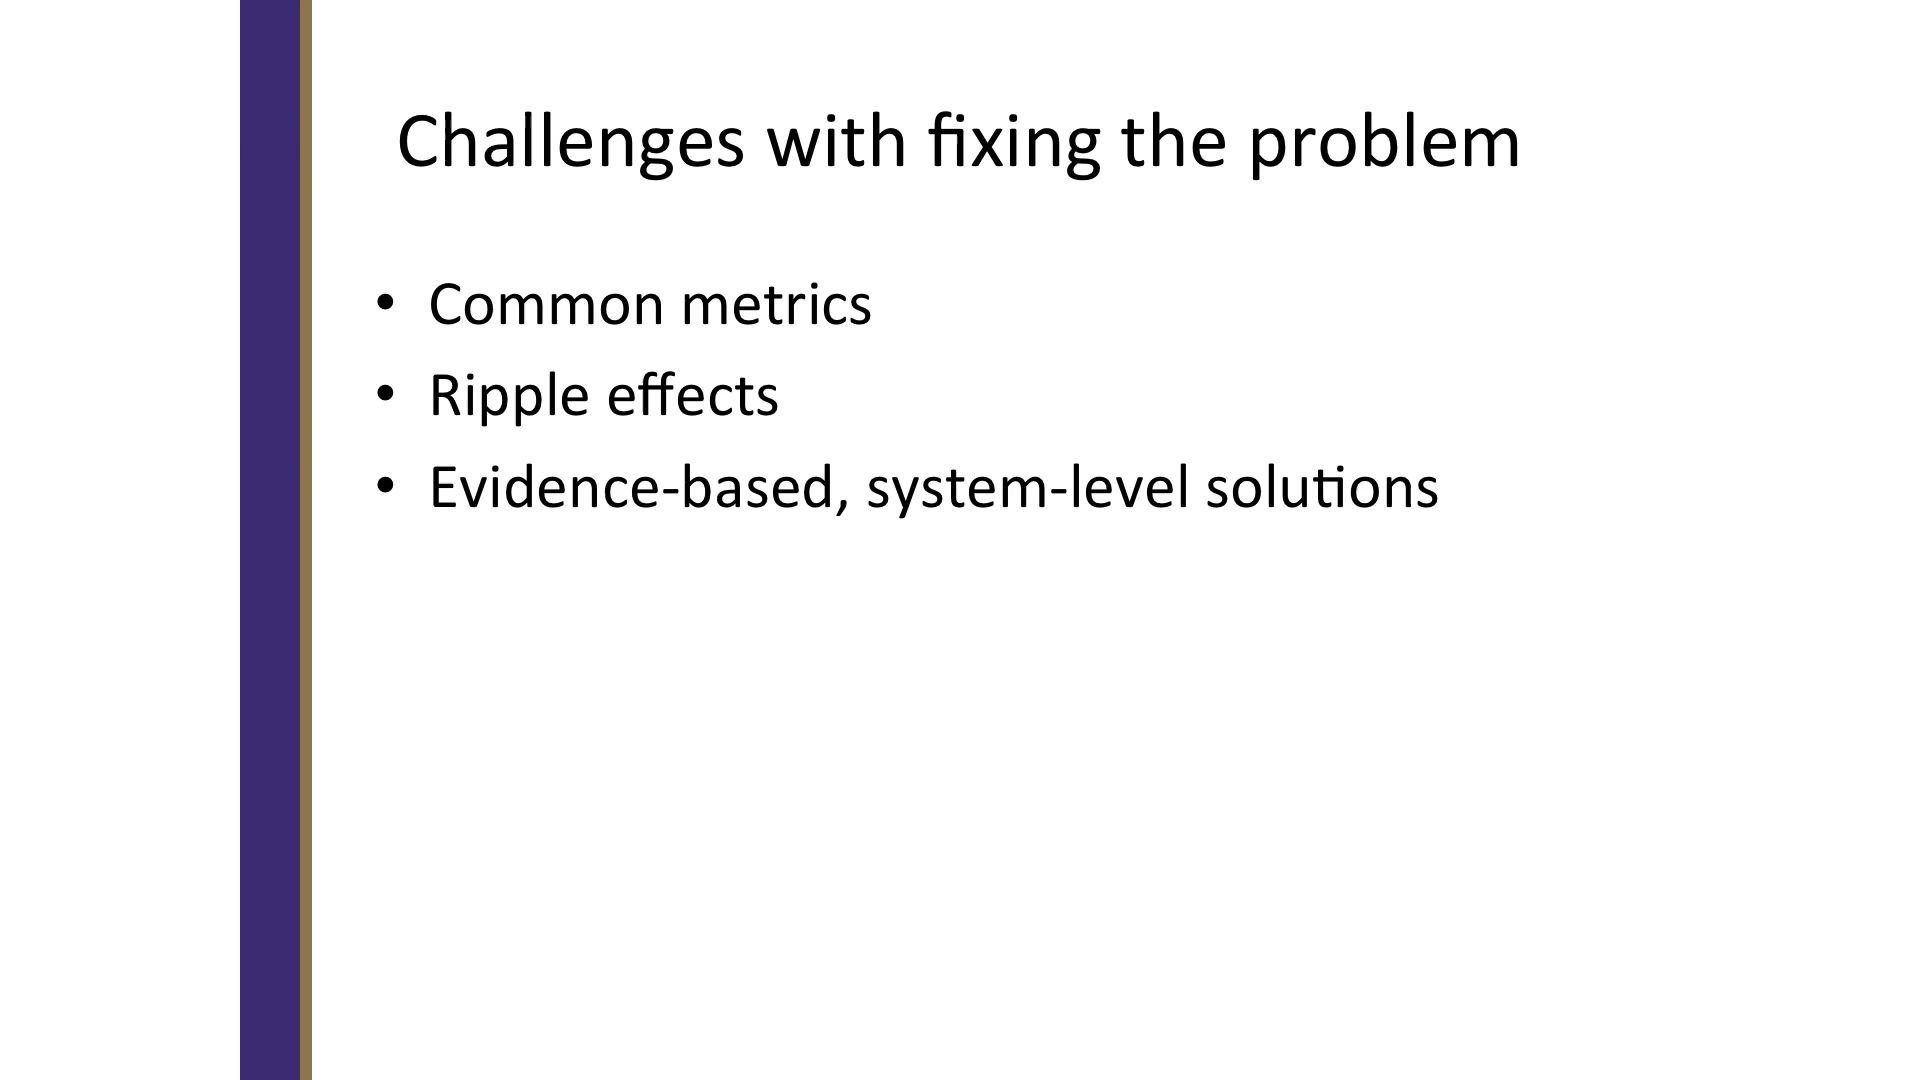 Challenges with fixing the problem
• Common metrics
• Ripple effects
• Evidence-based, system-level solutions